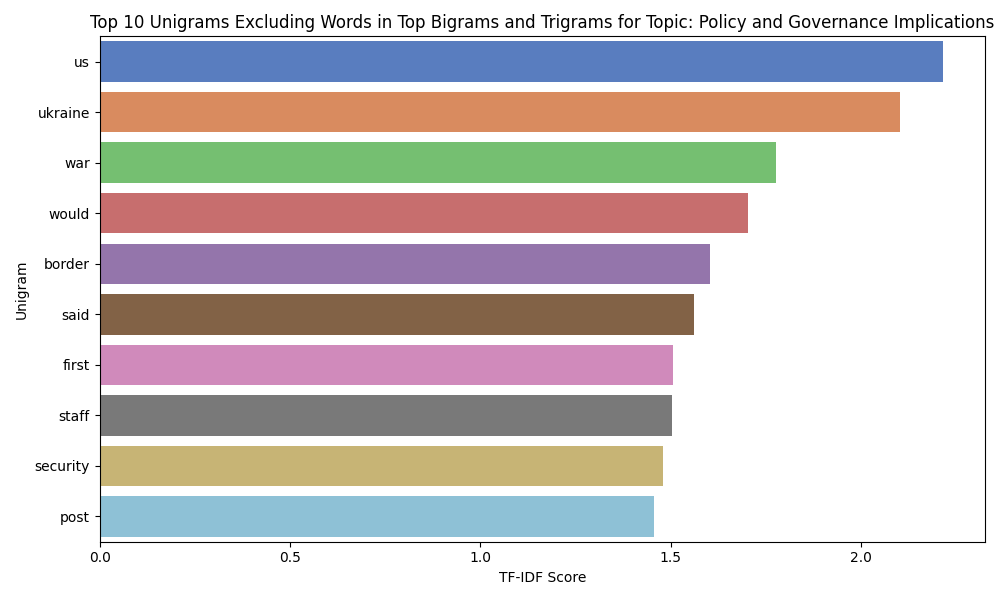 Top 10 Unigrams Excluding Words in Top Bigrams and Trigrams for Topic: Policy and Governance Implications
Unigram
us
ukraine
war
would
border
said
first
staff
security
post
0.0 0.5 1.0 1.5 2.0
TF-IDF Score